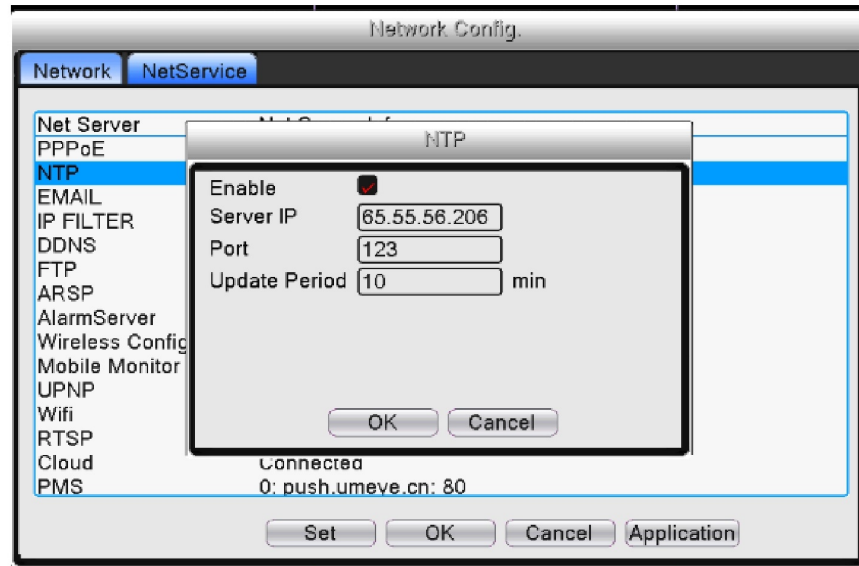 Network Config.
Network NetService
Net Server
PPPoE
NTP
EMAIL
IP FILTER
DDNS
FTP
ARSP
AlarmServer
Wireless Config
Mobile Monitor
UPNP
Wifi
RTSP
Cloud Connected
PMS 0: push.umeye.cn: 80
NTP
Enable
Server IP 65.55.56.206
Port 123
Update Period 10 min
OK Cancel
Set OK Cancel Application